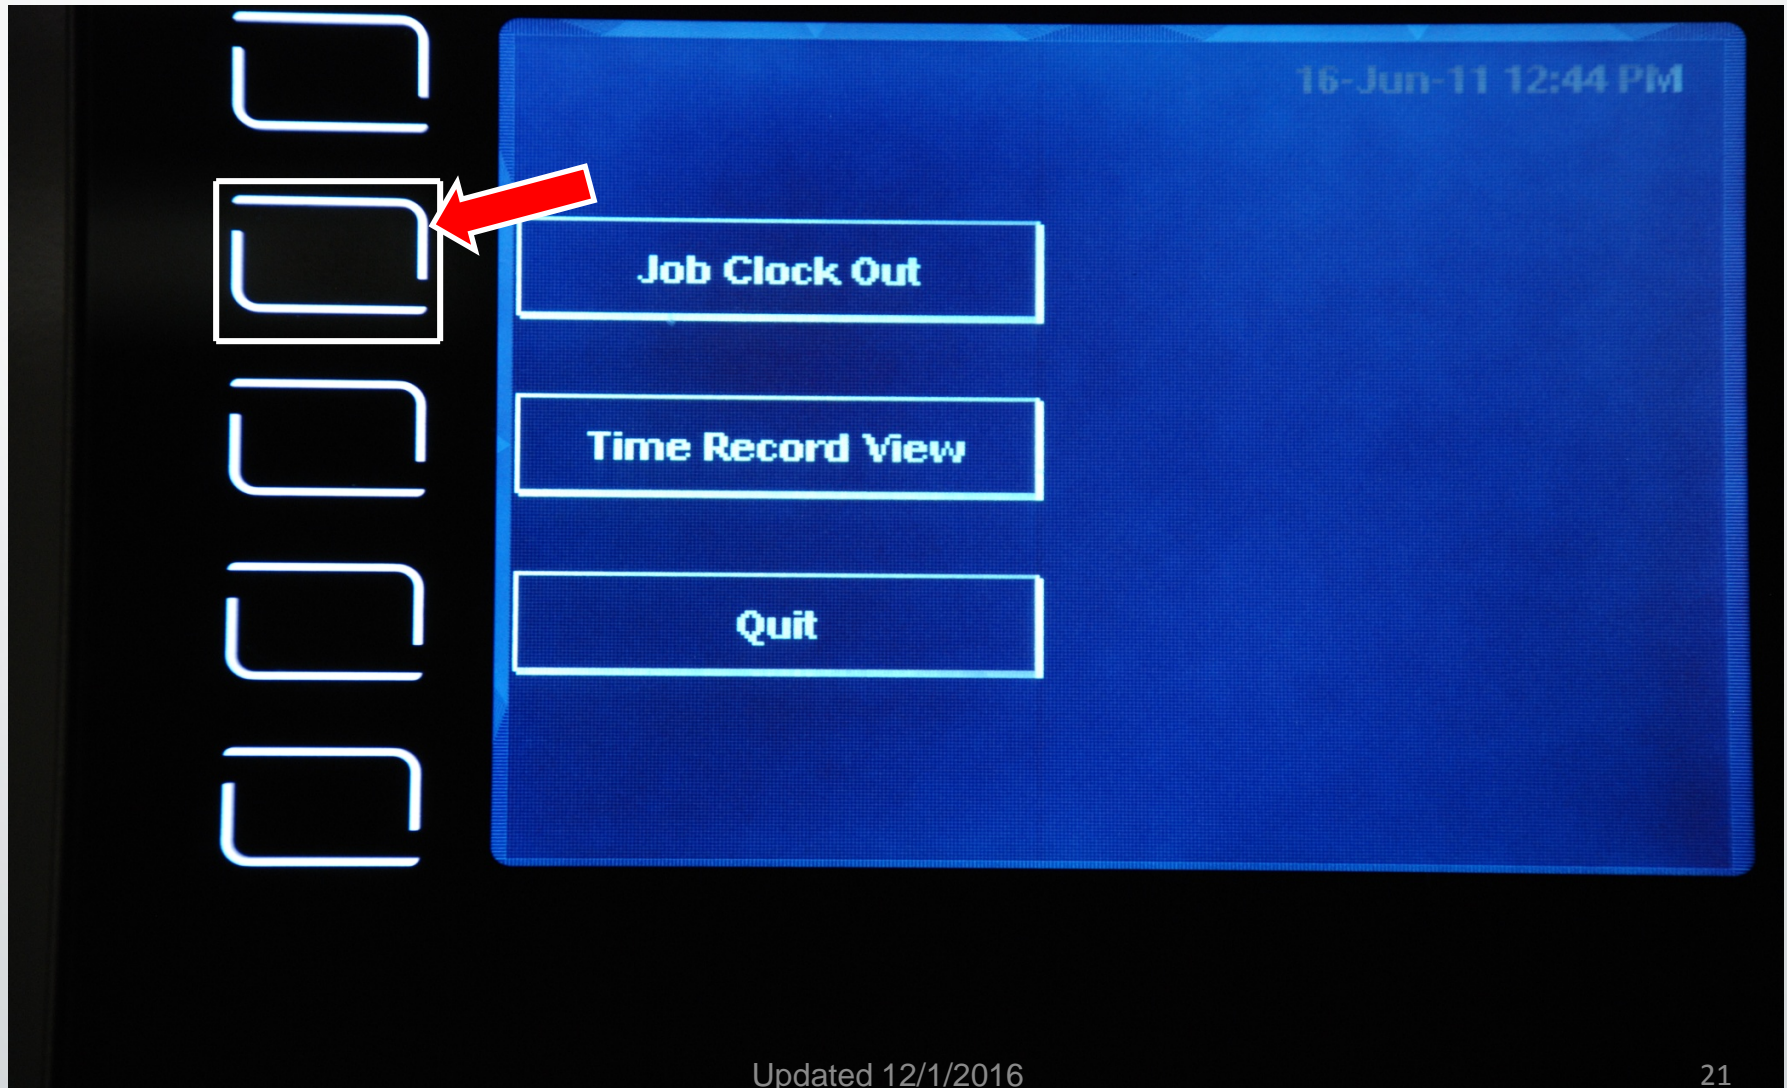 16-Jun-11 12:44 PM
Job Clock Out
Time Record View
Quit
Updated 12/1/2016
21